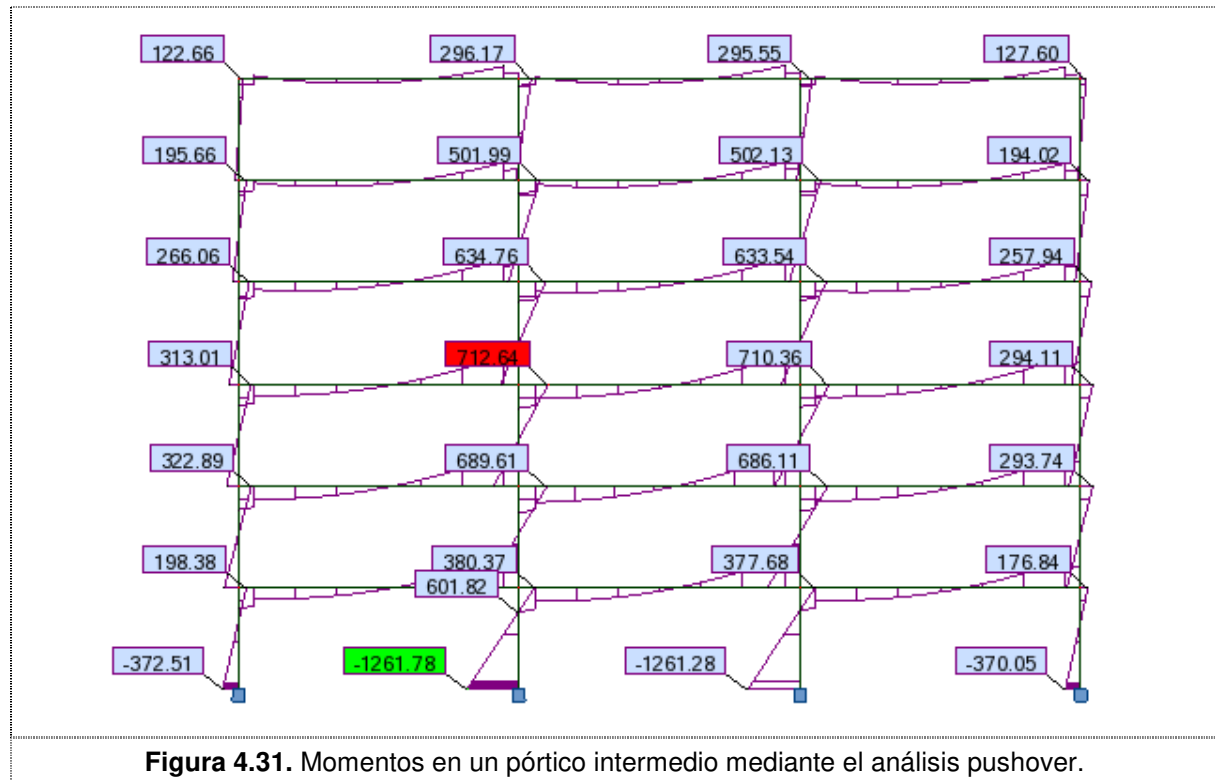 122.66 296.17 295.55 127.60
195.66 501.99 502.13 194.02
266.06 634.76 633.54 257.94
313.01 712.64 710.36 294.11
322.89 689.61 686.11 293.74
198.38 380.37 377.68 176.84
601.82
-372.51 -1261.78 -1261.28 -370.05
Figura 4.31. Momentos en un pórtico intermedio mediante el análisis pushover.